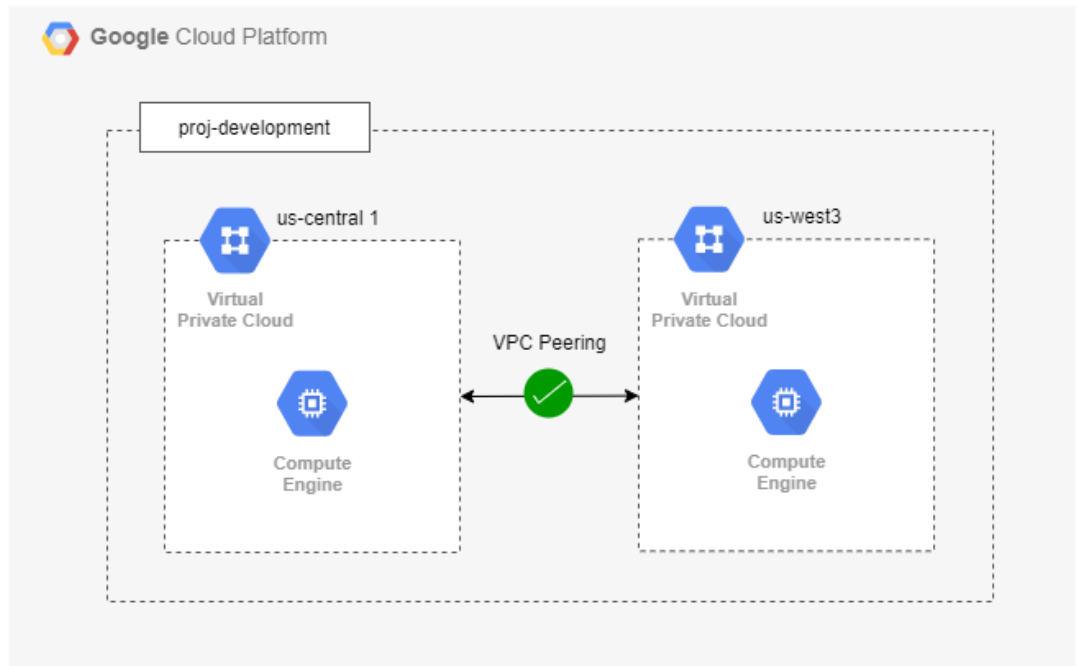 Google Cloud Platform
proj-development
us-central 1
us-west3
Virtual
Private Cloud
Virtual
Private Cloud
VPC Peering
Compute
Engine
Compute
Engine